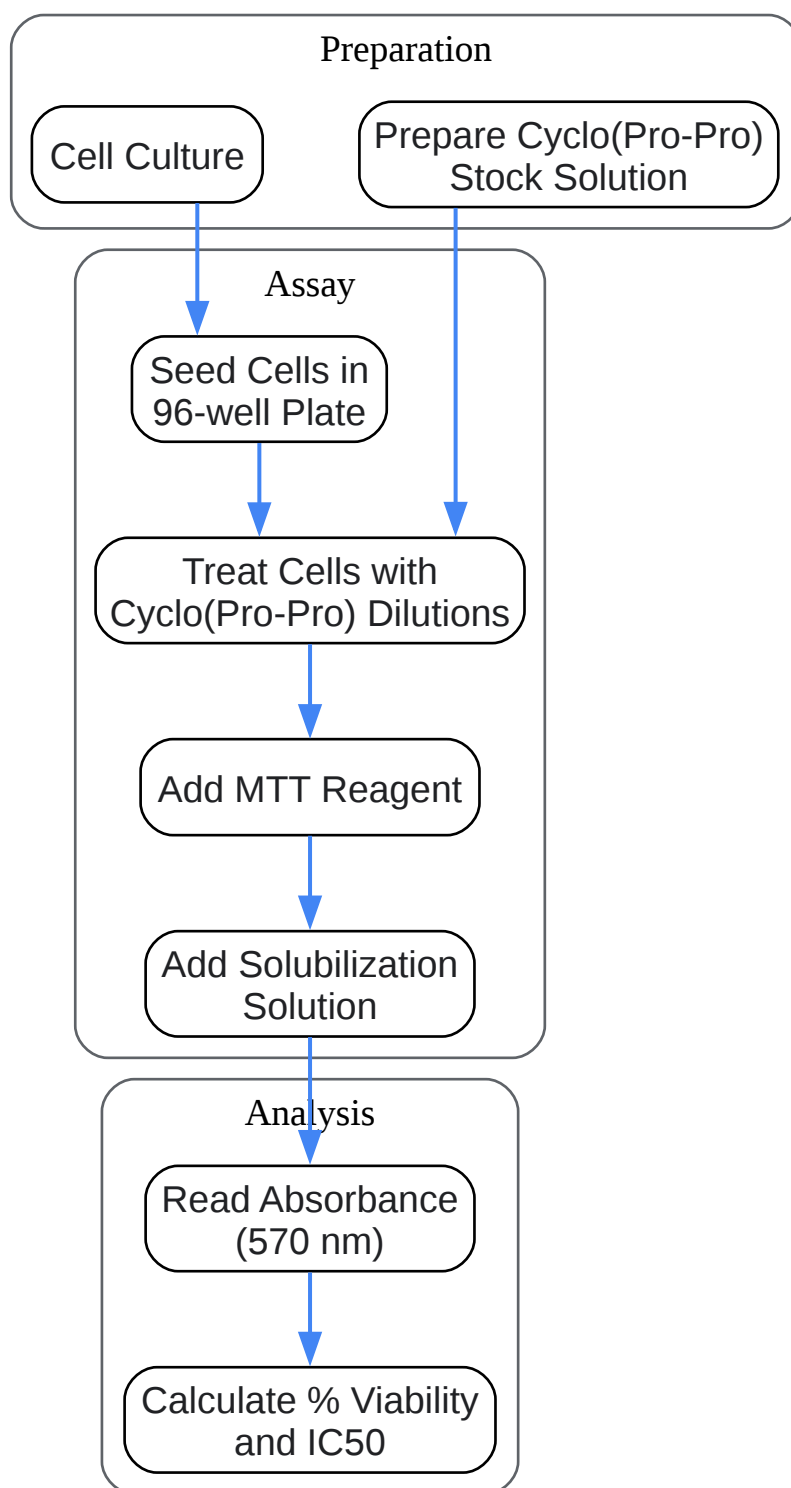 Preparation
Cell Culture
Prepare Cyclo(Pro-Pro)
Stock Solution
Assay
Seed Cells in
96-well Plate
Treat Cells with
Cyclo(Pro-Pro) Dilutions
Add MTT Reagent
Add Solubilization
Solution
Analysis
Read Absorbance
(570 nm)
Calculate % Viability
and IC50